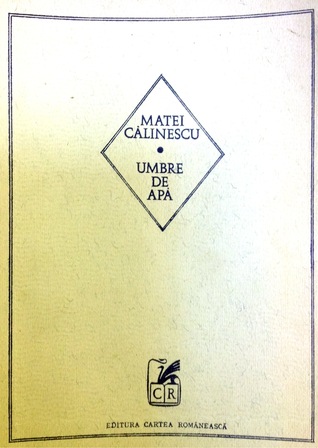 MATEI
CĂLINESCU
UMBRE
DE
APĂ
CR
EDITURA CARTEA ROMÂNEASCĂ